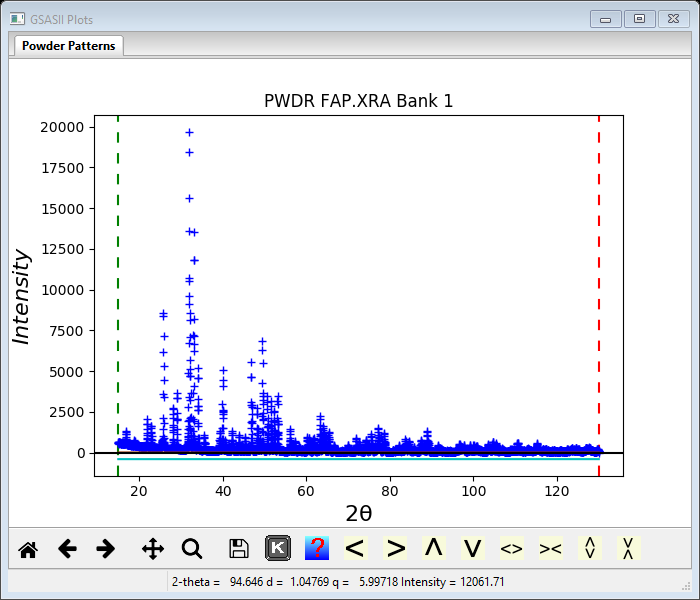 GSASII Plots
Powder Patterns
PWDR FAP.XRA Bank 1
20000
17500
15000
12500
10000
7500
5000
2500
0
Intensity
20 40 60 80 100 120
2θ
K ? < > ∧ ∨ <> ><
2-theta = 94.646 d = 1.04769 q = 5.99718 Intensity = 12061.71